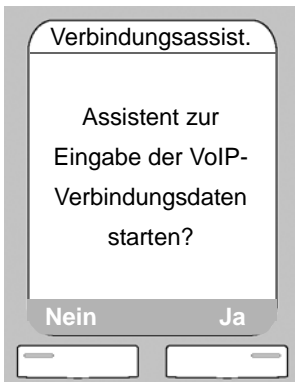 Verbindungsassist.
Assistent zur
Eingabe der VoIP-
Verbindungsdaten
starten?
Nein Ja